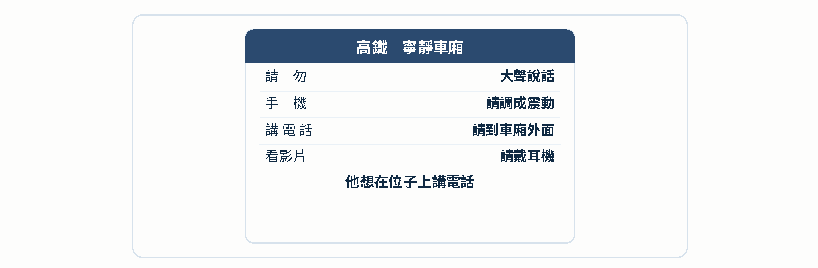 高鐵　寧靜車廂
請　勿　大聲說話
手　機　請調成震動
講 電 話　請到車廂外面
看影片　請戴耳機
他想在位子上講電話